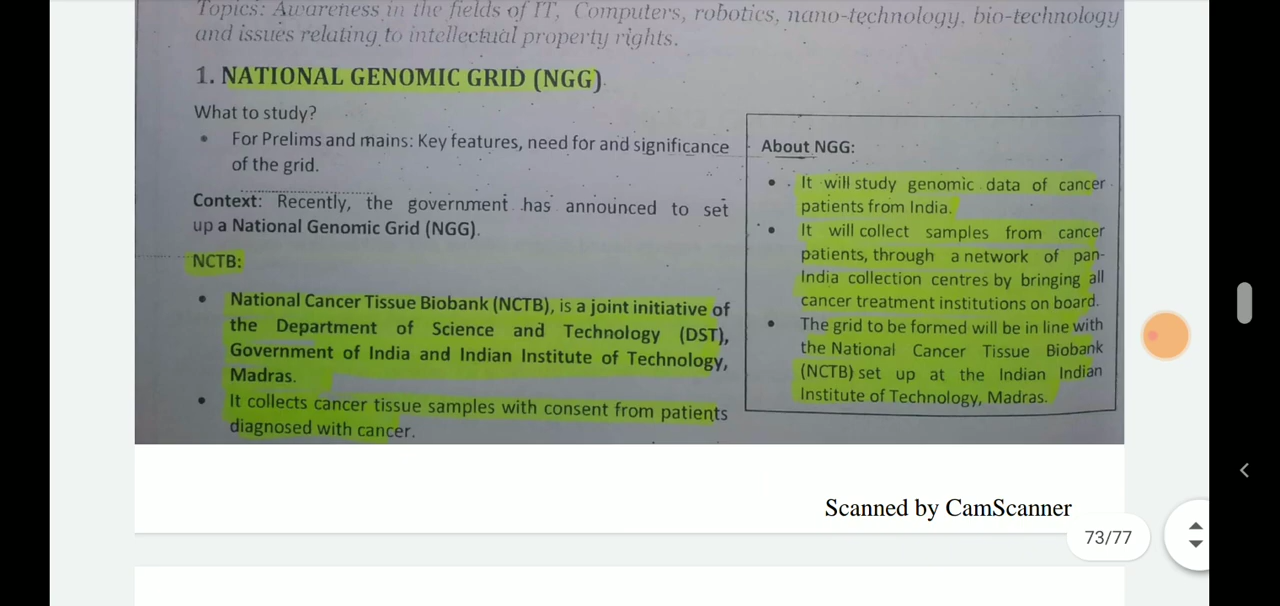 Topics: Awareness in the fields of IT, Computers, robotics, nano-technology, bio-technology
and issues relating to intellectual property rights.
1. NATIONAL GENOMIC GRID (NGG)
What to study?
• For Prelims and mains: Key features, need for and significance
of the grid.
Context: Recently, the government has announced to set
up a National Genomic Grid (NGG).
NCTB:
• National Cancer Tissue Biobank (NCTB), is a joint initiative of
the Department of Science and Technology (DST),
Government of India and Indian Institute of Technology,
Madras.
• It collects cancer tissue samples with consent from patients
diagnosed with cancer.
About NGG:
• It will study genomic data of cancer
patients from India.
• It will collect samples from cancer
patients, through a network of pan-
India collection centres by bringing all
cancer treatment institutions on board.
• The grid to be formed will be in line with
the National Cancer Tissue Biobank
(NCTB) set up at the Indian Indian
Institute of Technology, Madras.
Scanned by CamScanner
73/77